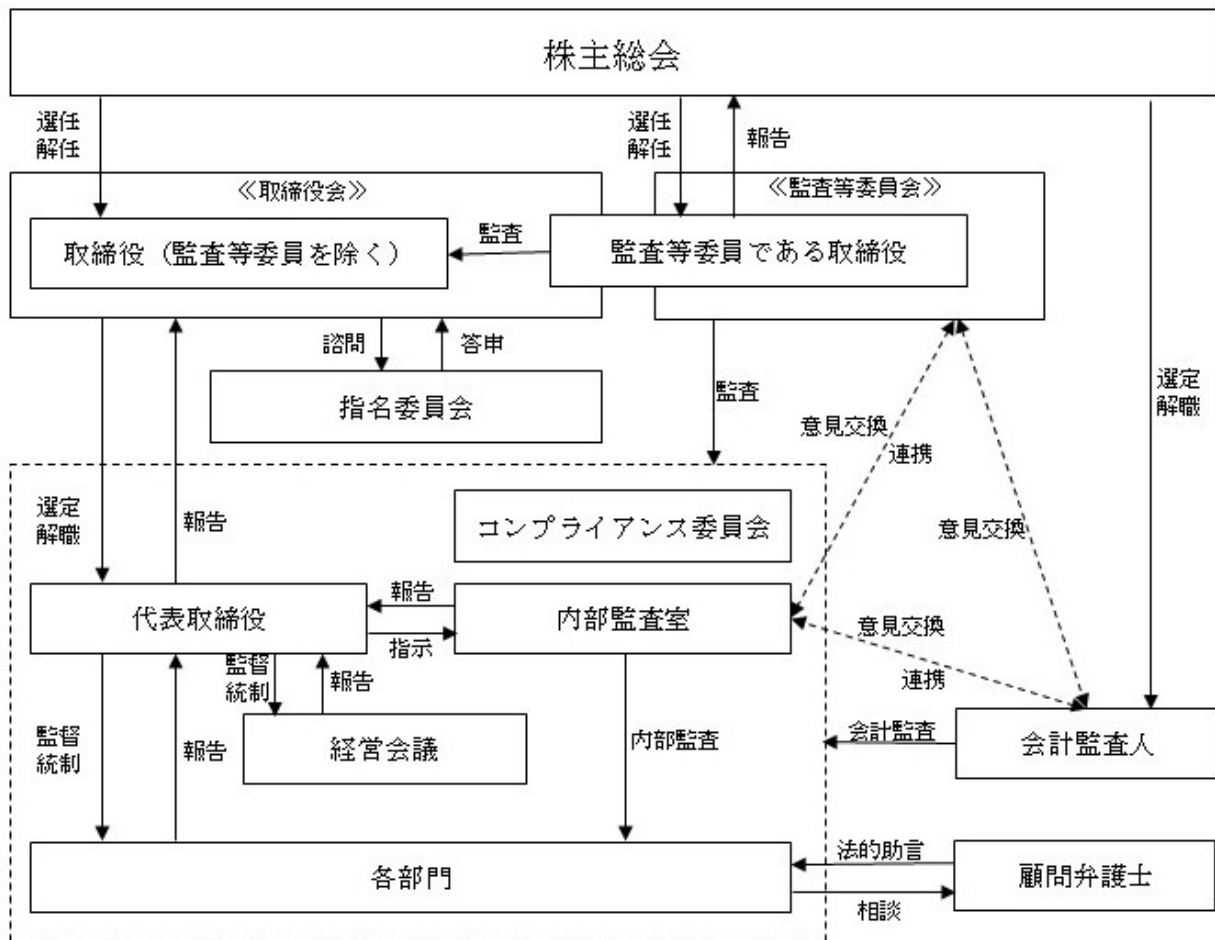 株主総会
選任
解任
選任
解任
報告
≪取締役会≫
≪監査等委員会≫
取締役（監査等委員を除く）
監査
監査等委員である取締役
諮問
答申
指名委員会
監査
選定
解職
意見交換
連携
選定
解職
報告
コンプライアンス委員会
意見交換
代表取締役
報告
指示
内部監査室
意見交換
連携
監督
統制
報告
監督
統制
報告
経営会議
内部監査
会計監査
会計監査人
各部門
法的助言
相談
顧問弁護士